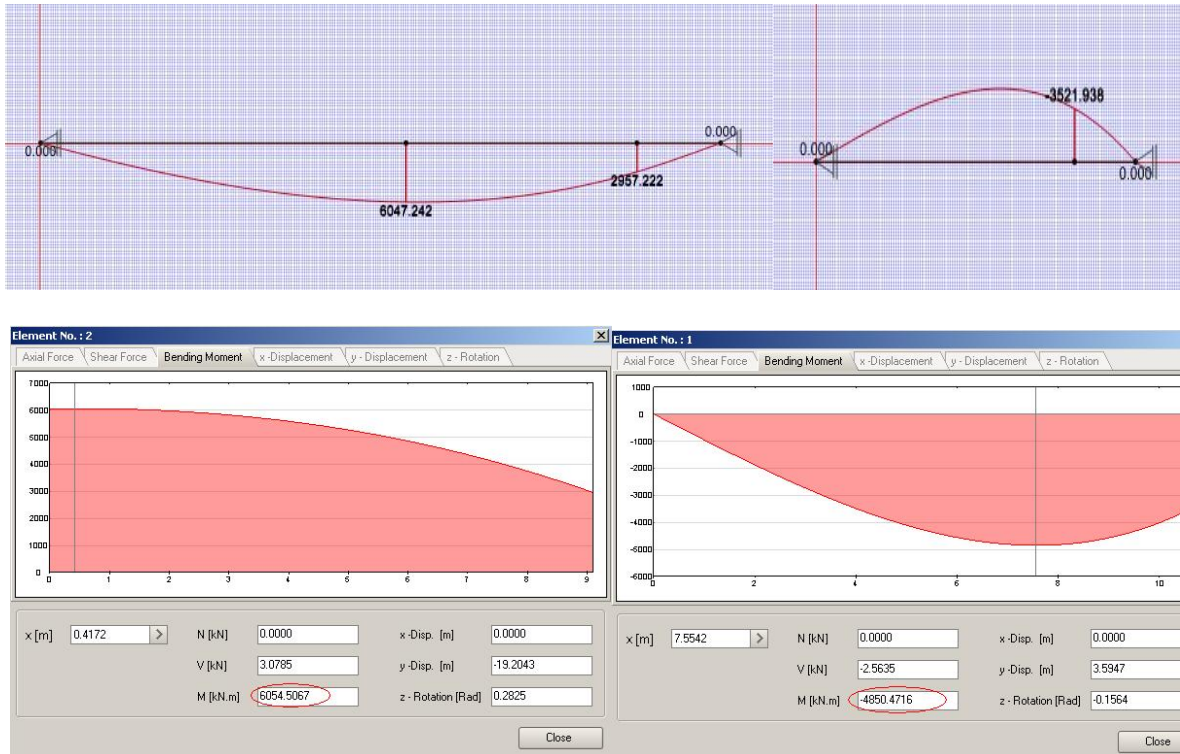 0.000
6047.242
2957.222
0.000
0.000
-3521.938
0.000
Element No. : 2
Axial Force Shear Force Bending Moment x -Displacement y - Displacement z - Rotation
7000
6000
5000
4000
3000
2000
1000
0
0 1 2 3 4 5 6 7 8 9
x [m] 0.4172 > N [kN] 0.0000 x -Disp. [m] 0.0000
V [kN] 3.0785 y -Disp. [m] -19.2043
M [kN.m] 6054.5067 z - Rotation [Rad] 0.2825
Close
Element No. : 1
Axial Force Shear Force Bending Moment x -Displacement y - Displacement z - Rotation
1000
0
-1000
-2000
-3000
-4000
-5000
-6000
0 2 4 6 8 10
x [m] 7.5542 > N [kN] 0.0000 x -Disp. [m] 0.0000
V [kN] -2.5635 y -Disp. [m] 3.5947
M [kN.m] -4850.4716 z - Rotation [Rad] -0.1564
Close